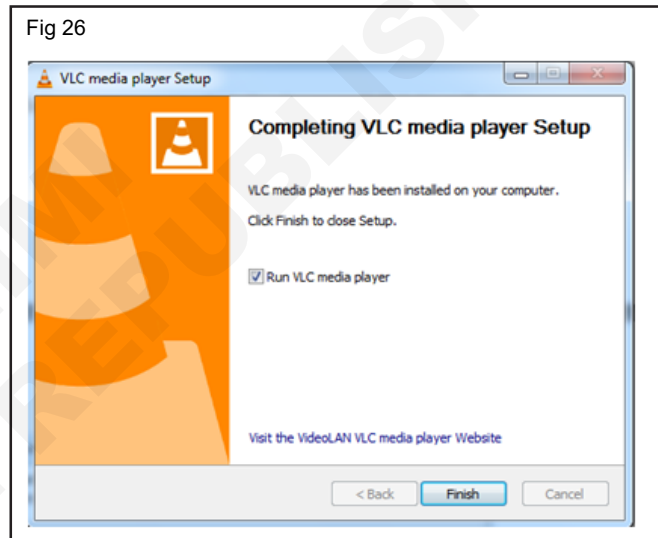 Fig 26
VLC media player Setup
Completing VLC media player Setup
VLC media player has been installed on your computer.
Click Finish to close Setup.
Run VLC media player
Visit the VideoLAN VLC media player Website
< Back Finish Cancel
REPUBLISH